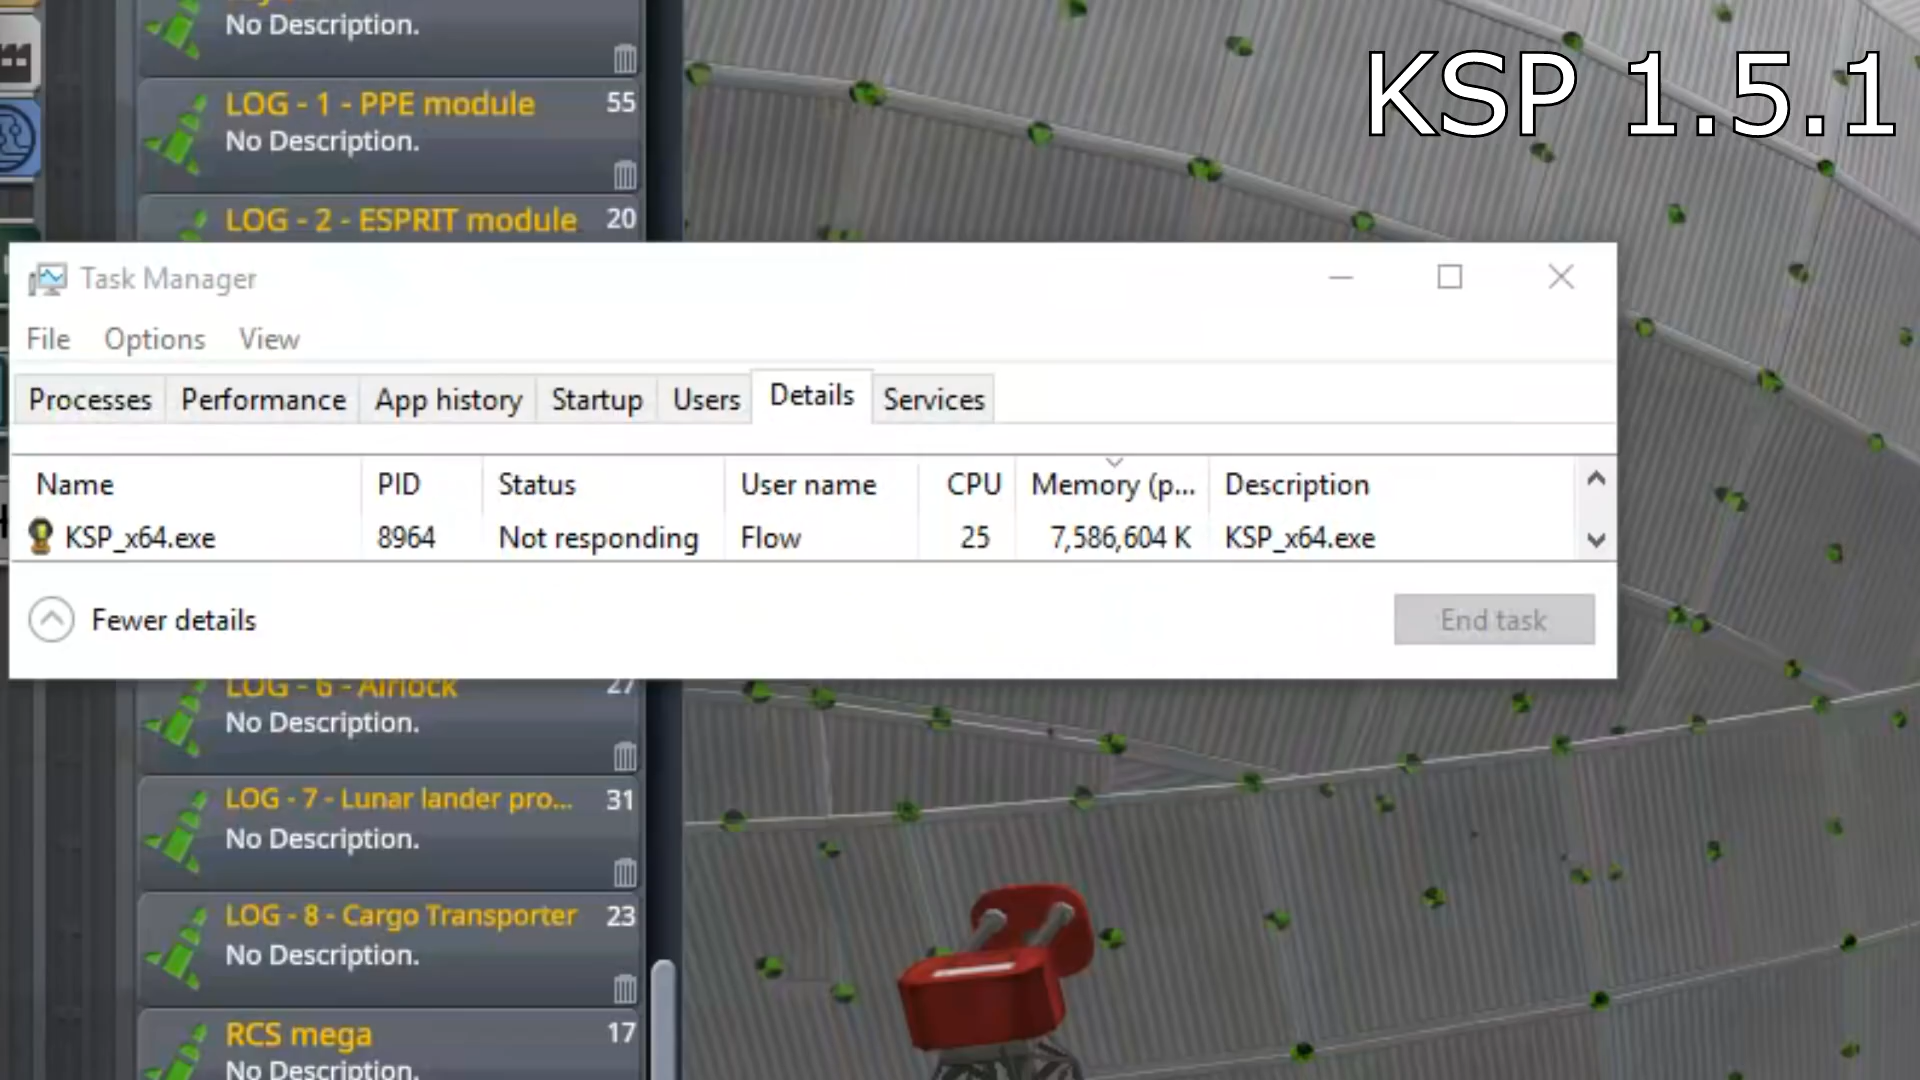 No Description.
KSP 1.5.1
LOG - 1 - PPE module 55
No Description.
LOG - 2 - ESPRIT module 20
Task Manager
File Options View
Processes Performance App history Startup Users Details Services
Name PID Status User name CPU Memory (p... Description
KSP_x64.exe 8964 Not responding Flow 25 7,586,604 K KSP_x64.exe
Fewer details End task
LOG - 6 - Airlock 27
No Description.
LOG - 7 - Lunar lander pro... 31
No Description.
LOG - 8 - Cargo Transporter 23
No Description.
RCS mega 17
No Description.